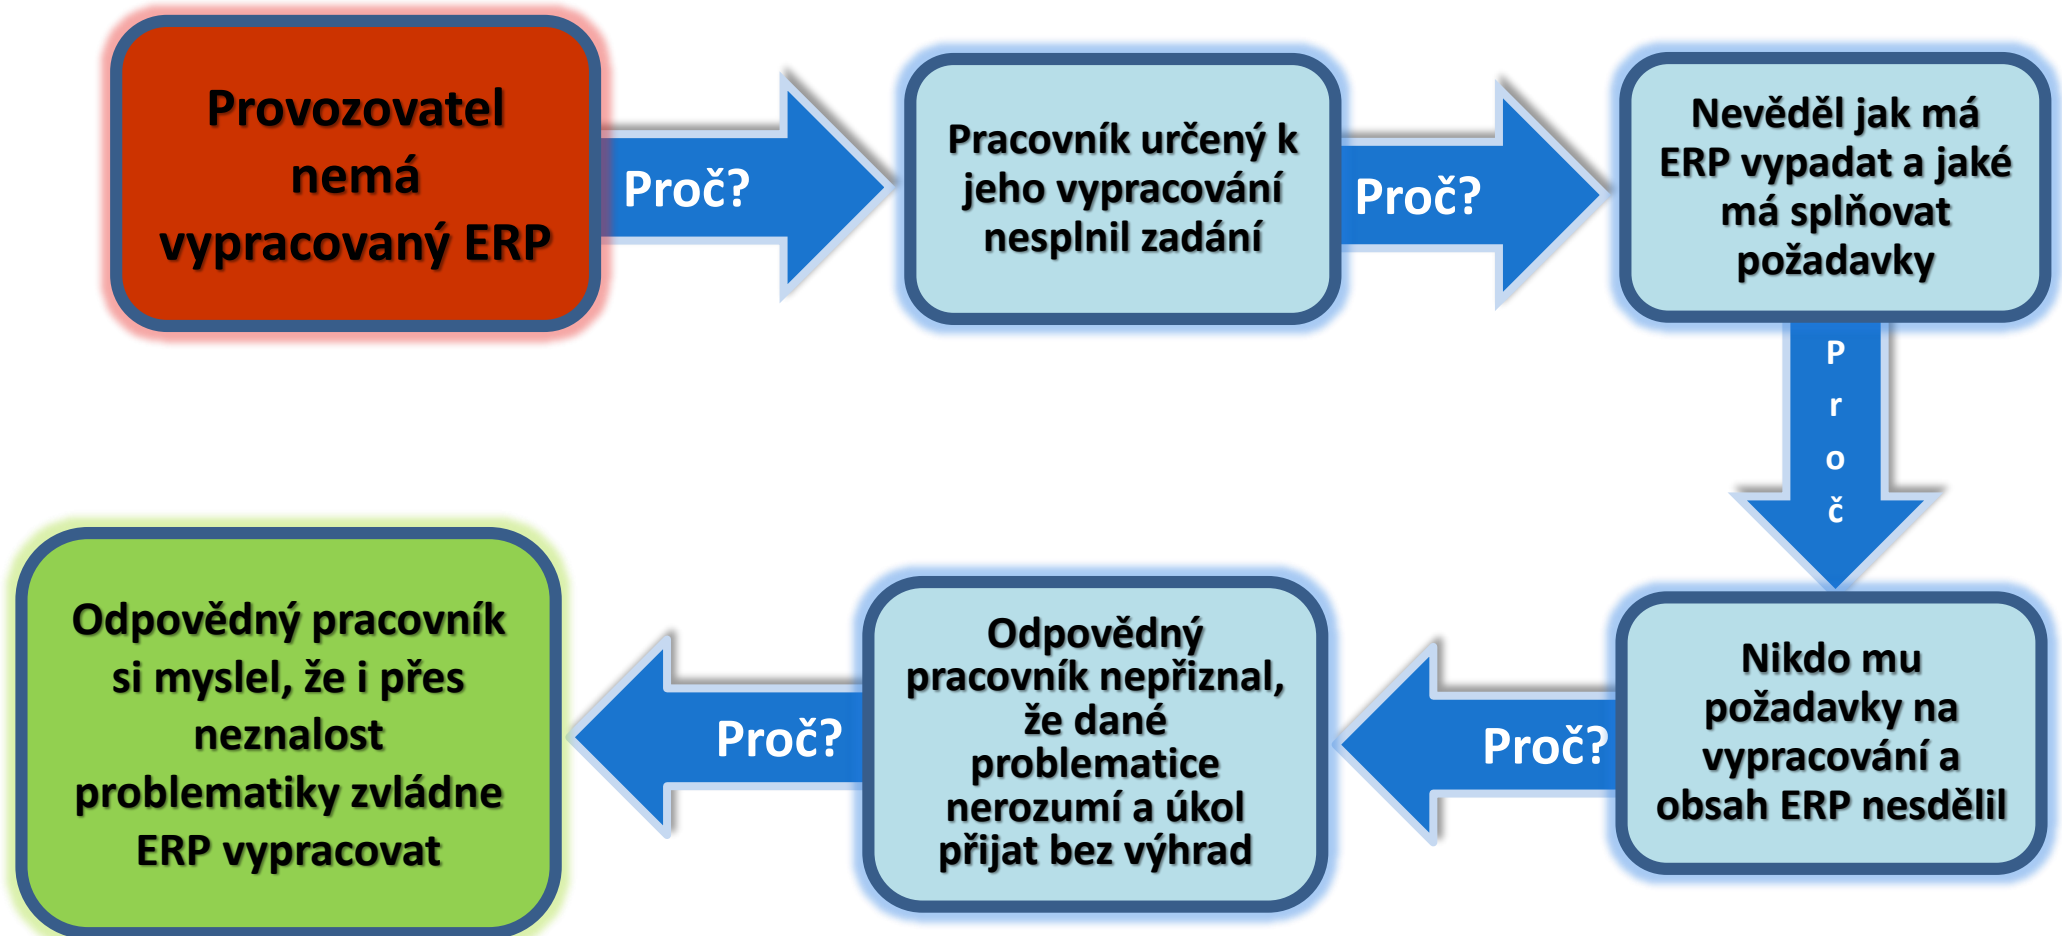 Provozovatel
nemá
vypracovaný ERP
Proč?
Pracovník určený k
jeho vypracování
nesplnil zadání
Proč?
Nevěděl jak má
ERP vypadat a jaké
má splňovat
požadavky
P
r
o
č
Nikdo mu
požadavky na
vypracování a
obsah ERP nesdělil
Proč?
Odpovědný
pracovník nepřiznal,
že dané
problematice
nerozumí a úkol
přijat bez výhrad
Proč?
Odpovědný pracovník
si myslel, že i přes
neznalost
problematiky zvládne
ERP vypracovat